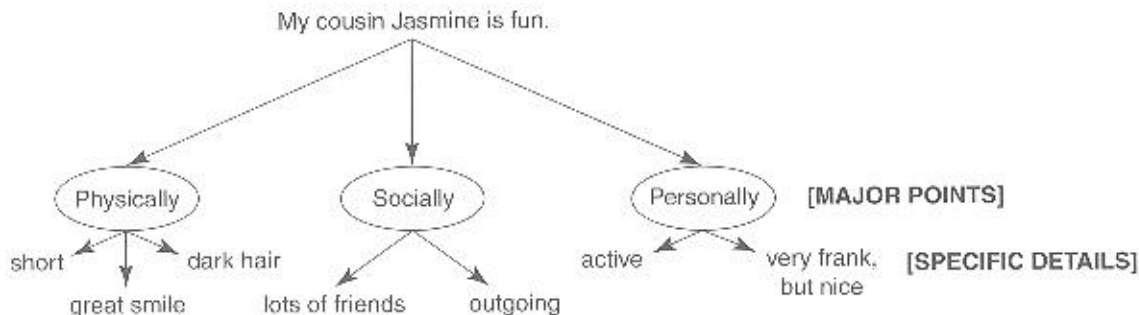 My cousin Jasmine is fun.
Physically
Socially
Personally
[MAJOR POINTS]
short
dark hair
active
very frank,
but nice
[SPECIFIC DETAILS]
great smile
lots of friends
outgoing